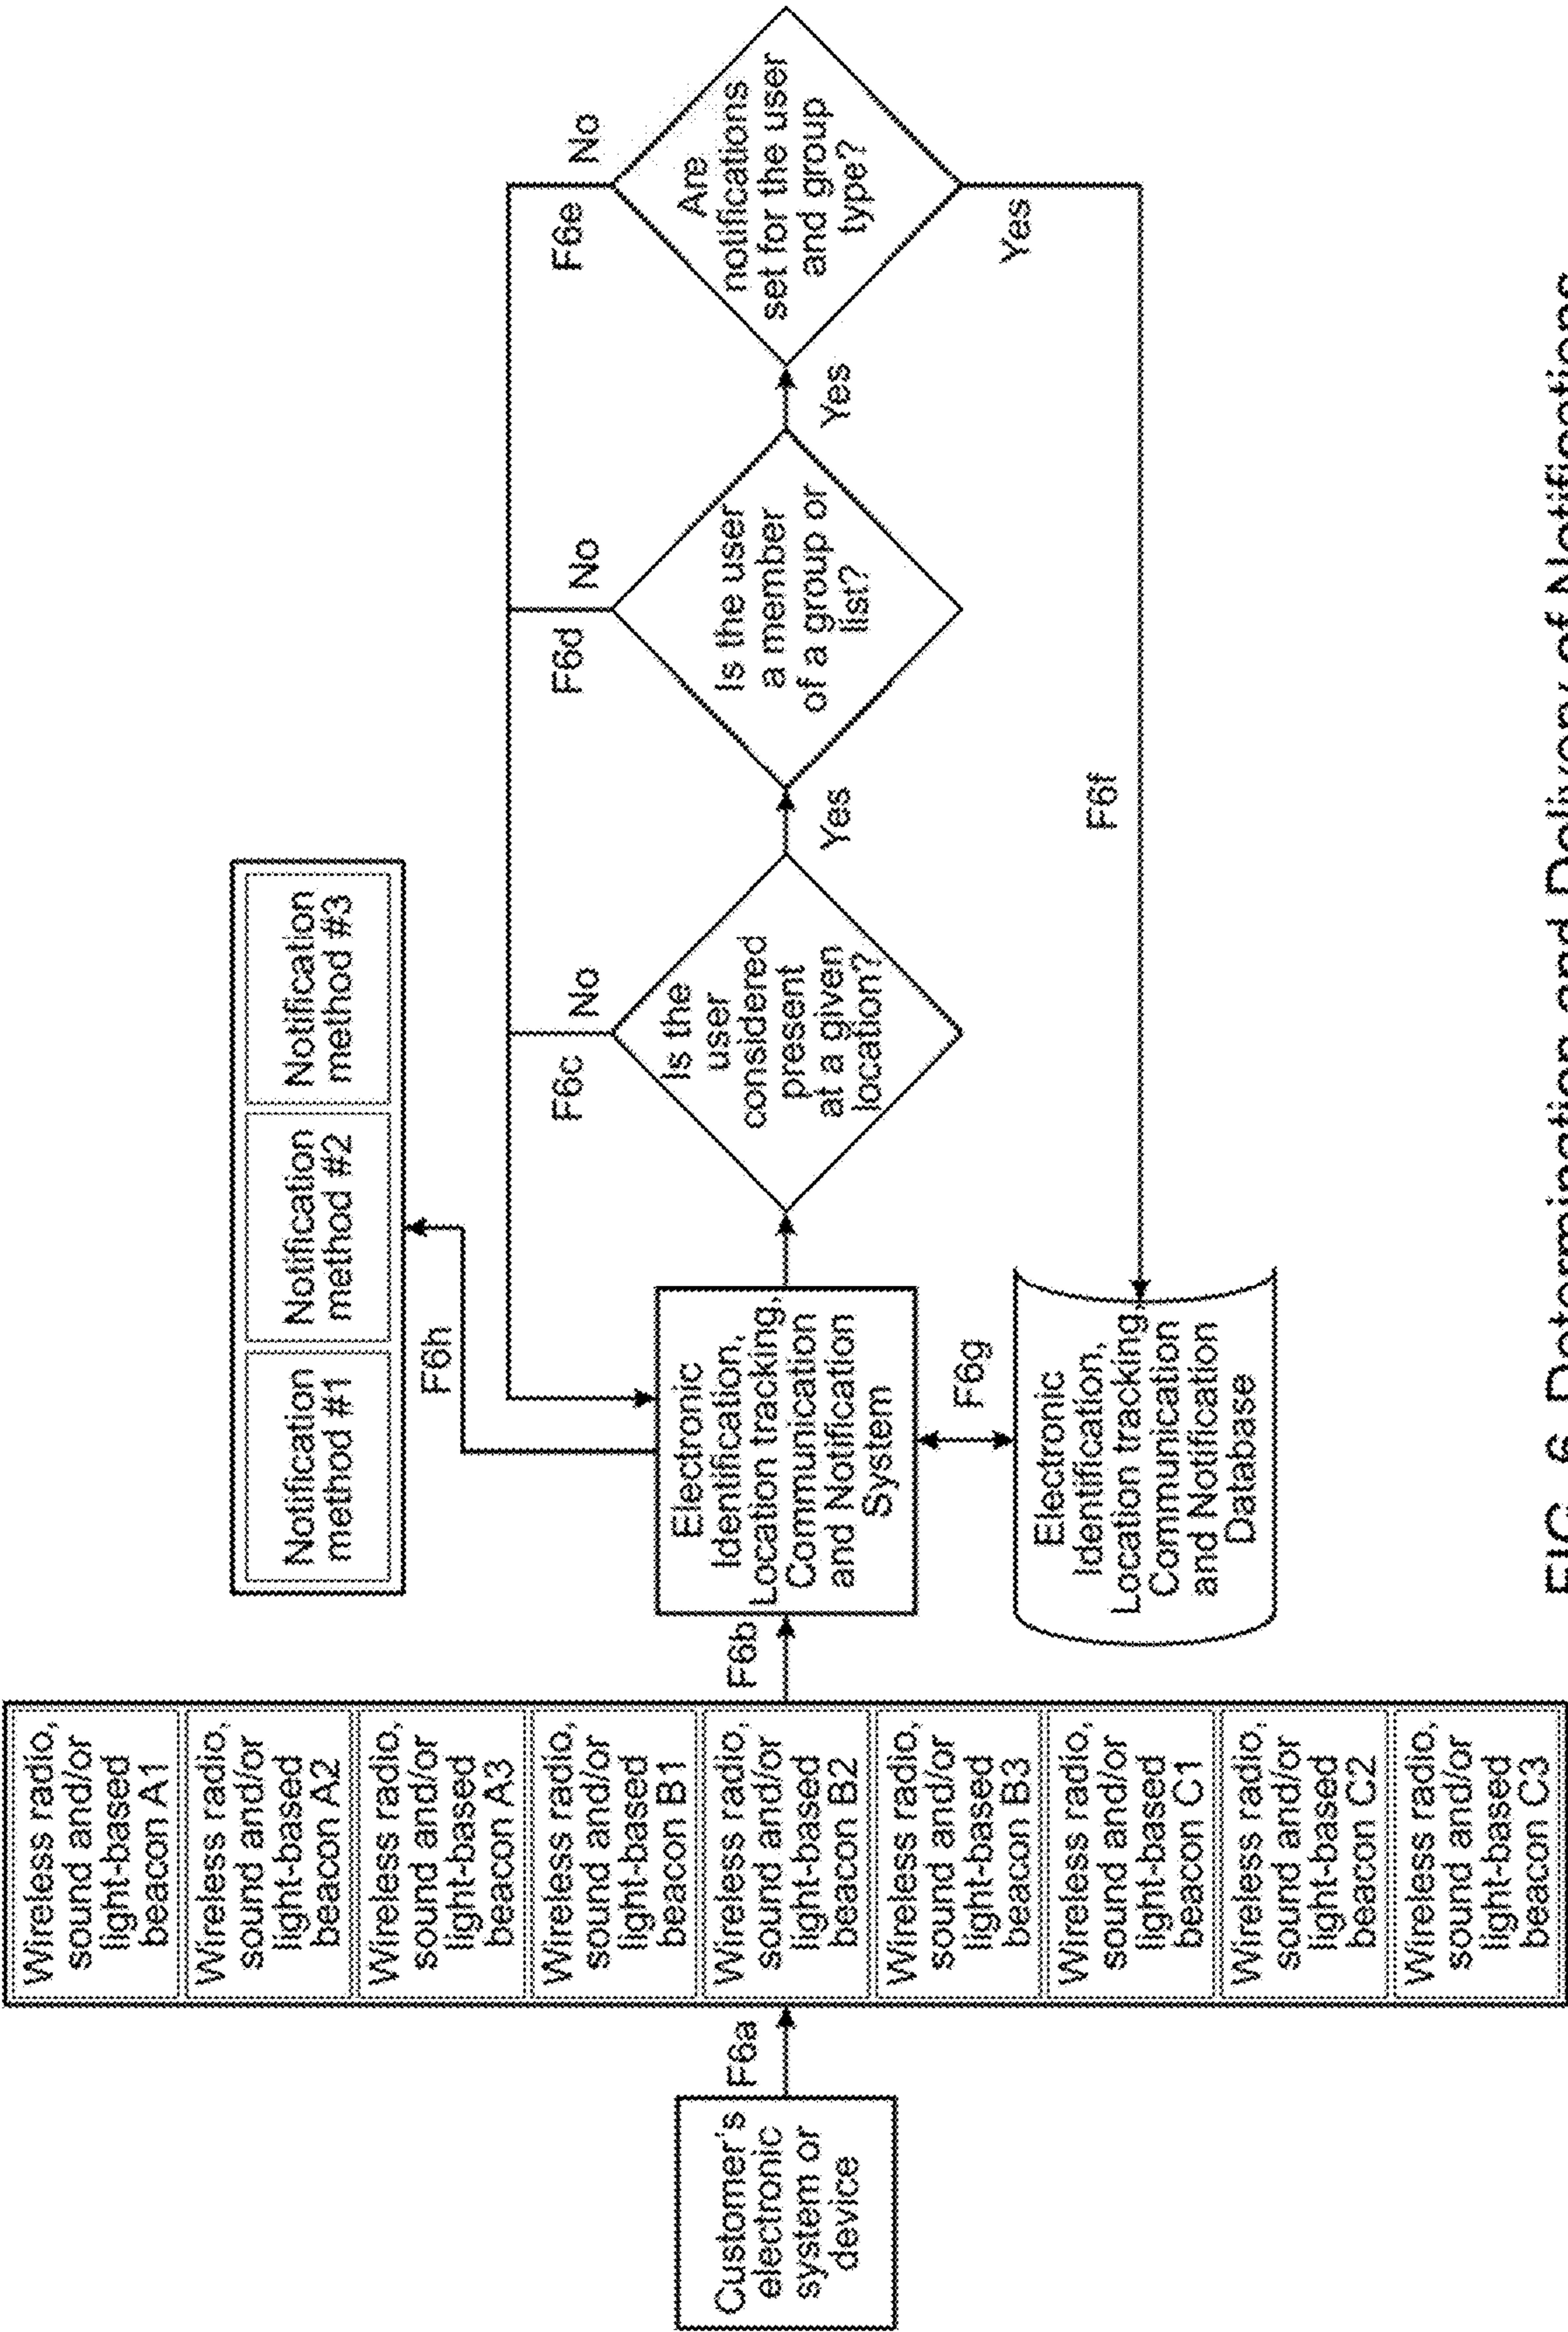 Customer's
electronic
system or
device
F6a
Wireless radio,
sound and/or
light-based
beacon A1
Wireless radio,
sound and/or
light-based
beacon A2
Wireless radio,
sound and/or
light-based
beacon A3
Wireless radio,
sound and/or
light-based
beacon B1
Wireless radio,
sound and/or
light-based
beacon B2
Wireless radio,
sound and/or
light-based
beacon B3
Wireless radio,
sound and/or
light-based
beacon C1
Wireless radio,
sound and/or
light-based
beacon C2
Wireless radio,
sound and/or
light-based
beacon C3
F6b
Electronic
Identification,
Location tracking,
Communication
and Notification
System
F6h
Notification
method #1
Notification
method #2
Notification
method #3
F6g
Electronic
Identification,
Location tracking,
Communication
and Notification
Database
Is the
user
considered
present
at a given
location?
F6c
No
Yes
Is the user
a member
of a group or
list?
F6d
No
Yes
Are
notifications
set for the user
and group
type?
F6e
No
Yes
F6f
FIG. 6 Determination and Delivery of Notifications